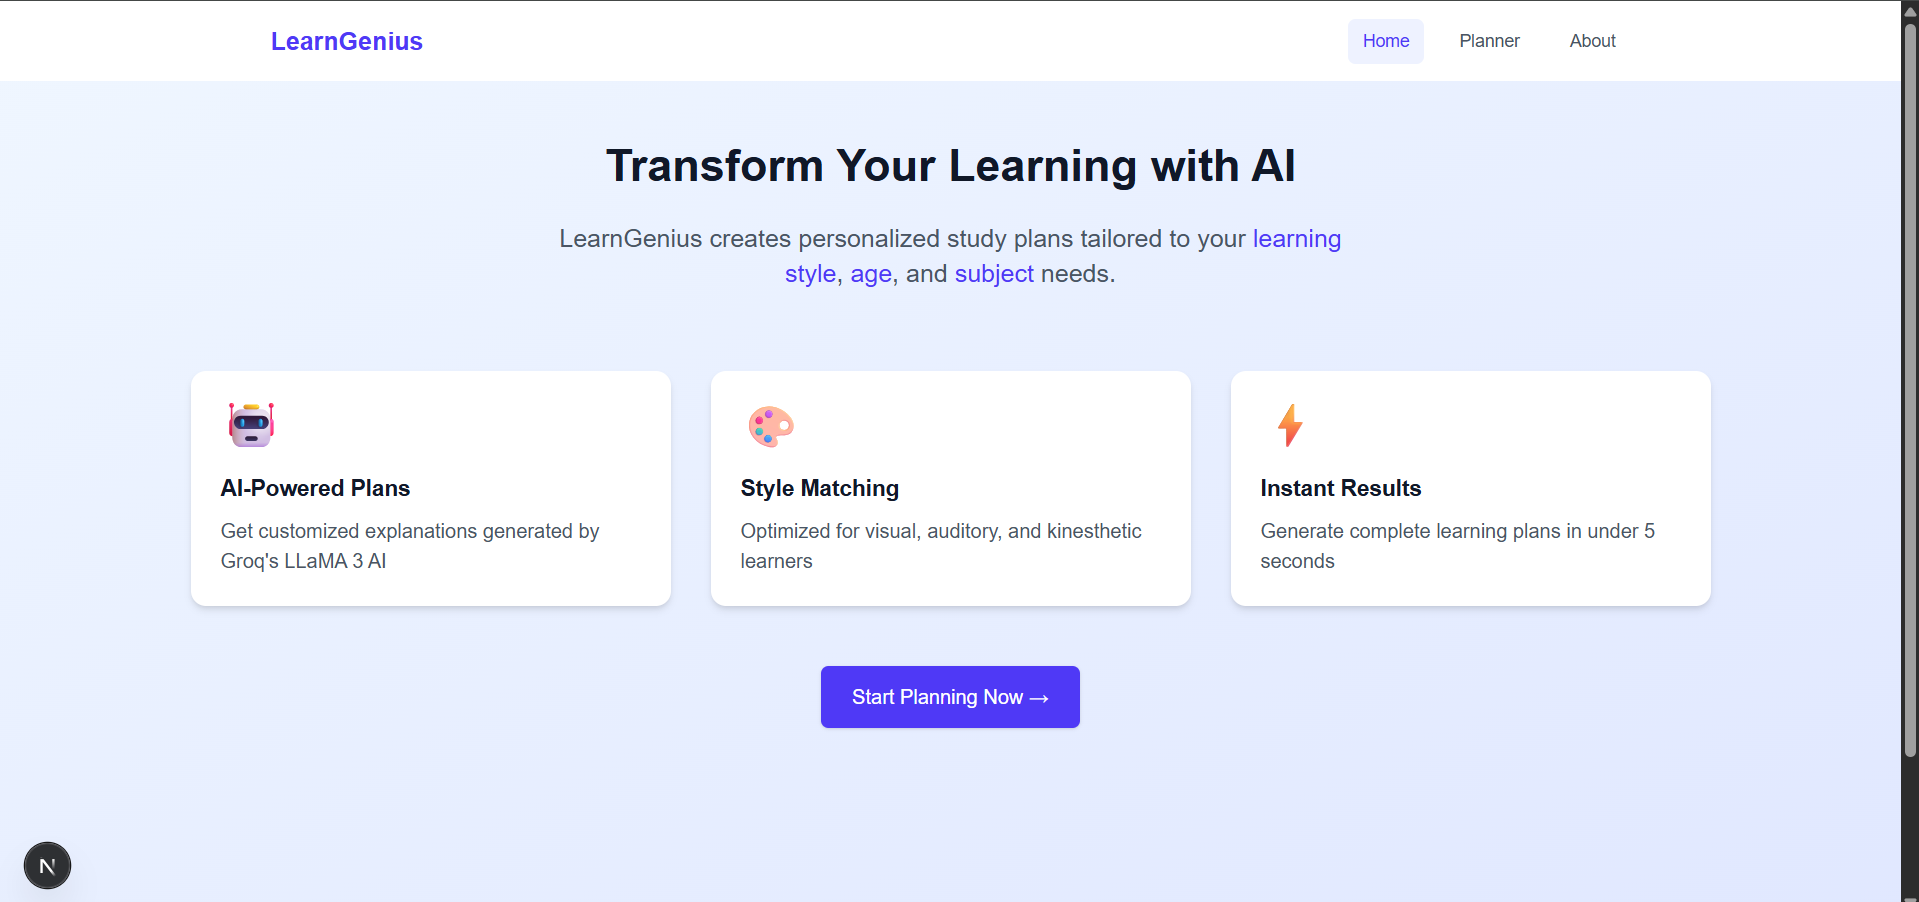 LearnGenius
Home
Planner
About
Transform Your Learning with AI
LearnGenius creates personalized study plans tailored to your learning
style, age, and subject needs.
AI-Powered Plans
Get customized explanations generated by
Groq's LLaMA 3 AI
Style Matching
Optimized for visual, auditory, and kinesthetic
learners
Instant Results
Generate complete learning plans in under 5
seconds
Start Planning Now →
N